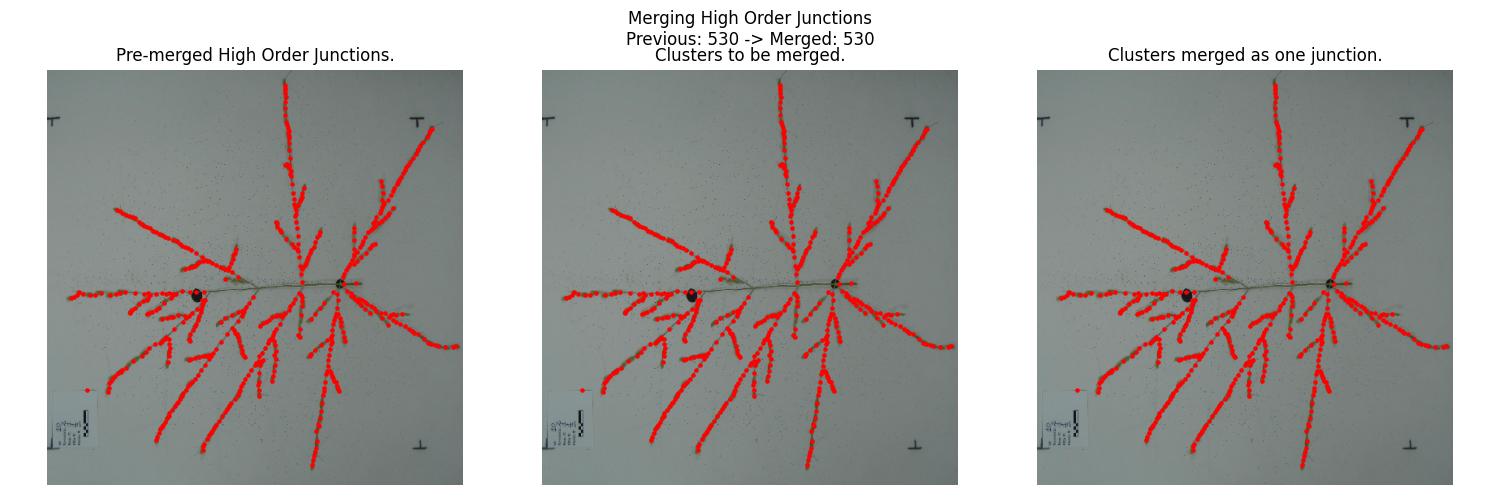 Merging High Order Junctions
Previous: 530 -> Merged: 530
Pre-merged High Order Junctions.
Clusters to be merged.
Clusters merged as one junction.